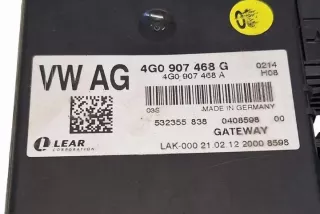 VW AG
4G0 907 468 G
0214
4G0 907 468 A
H08
03S
MADE IN GERMANY
532355 838
0408598
00
LEAR
CORPORATION
GATEWAY
LAK-000 21.02.12 2000 8598